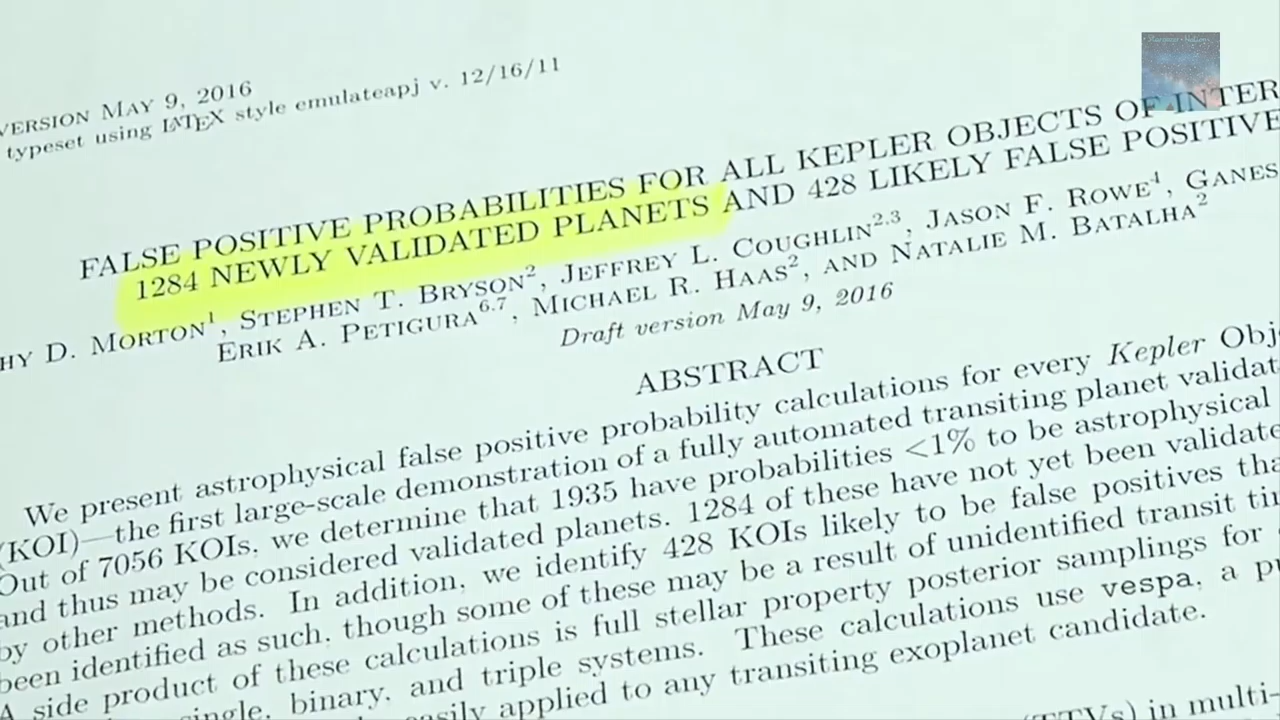 VERSION MAY 9, 2016
typeset using LATEX style emulateapj v. 12/16/11
FALSE POSITIVE PROBABILITIES FOR ALL KEPLER OBJECTS OF INTER
1284 NEWLY VALIDATED PLANETS AND 428 LIKELY FALSE POSITIVE
HY D. MORTON1, STEPHEN T. BRYSON2, JEFFREY L. COUGHLIN2,3, JASON F. ROWE4, GANES
ERIK A. PETIGURA6,7, MICHAEL R. HAAS2, AND NATALIE M. BATALHA2
Draft version May 9, 2016
ABSTRACT
We present astrophysical false positive probability calculations for every Kepler Obj
(KOI)—the first large-scale demonstration of a fully automated transiting planet validat
Out of 7056 KOIs, we determine that 1935 have probabilities <1% to be astrophysical
and thus may be considered validated planets. 1284 of these have not yet been validate
by other methods. In addition, we identify 428 KOIs likely to be false positives tha
been identified as such, though some of these may be a result of unidentified transit ti
A side product of these calculations is full stellar property posterior samplings for
single, binary, and triple systems. These calculations use vespa, a pu
easily applied to any transiting exoplanet candidate.
(TTVs) in multi-